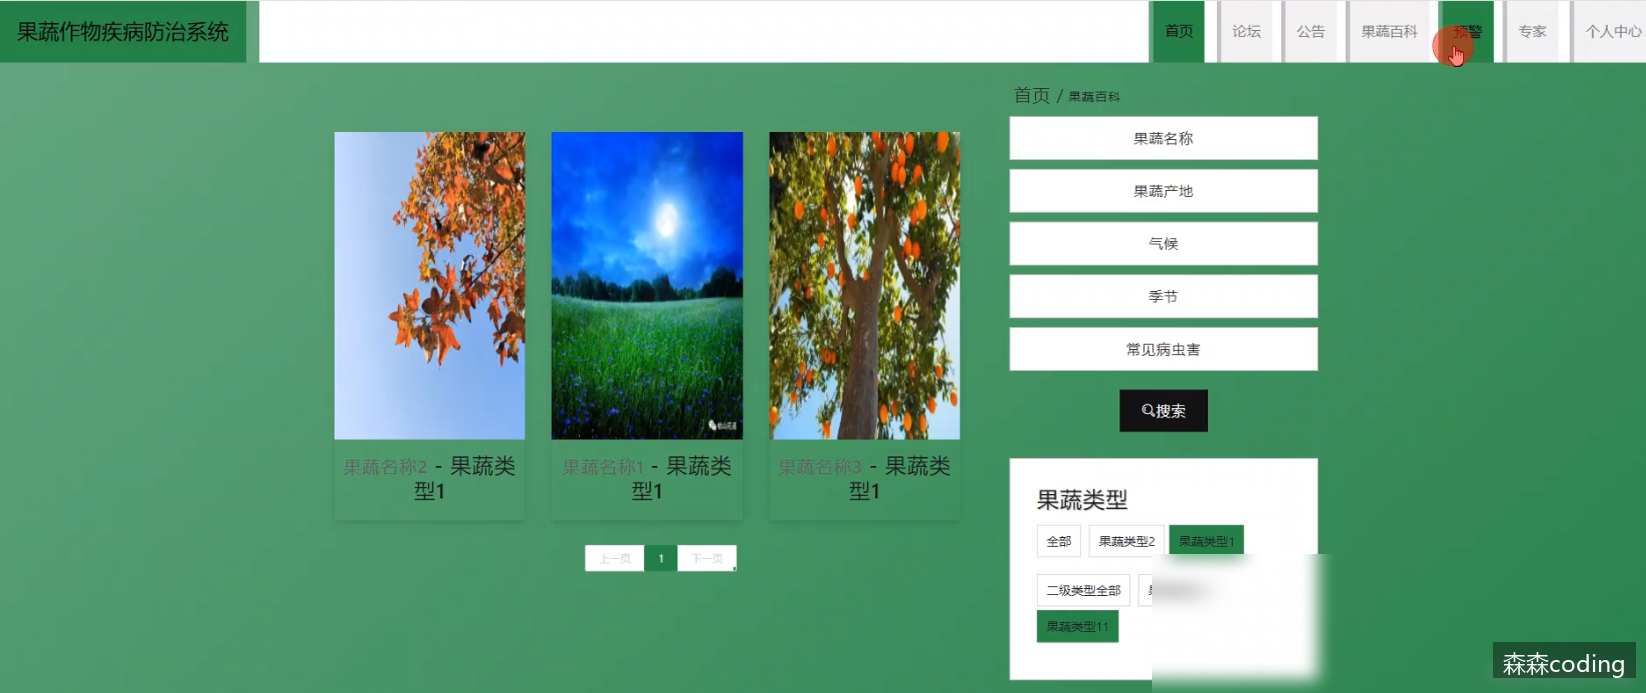 果蔬作物疾病防治系统
首页 论坛 公告 果蔬百科 预警 专家 个人中心
首页 / 果蔬百科
果蔬名称
果蔬产地
气候
季节
常见病虫害
搜索
果蔬名称2 - 果蔬类
型1
果蔬名称1 - 果蔬类
型1
果蔬名称3 - 果蔬类
型1
上一页 1 下一页
果蔬类型
全部 果蔬类型2 果蔬类型1
二级类型全部
果蔬类型11
森森coding